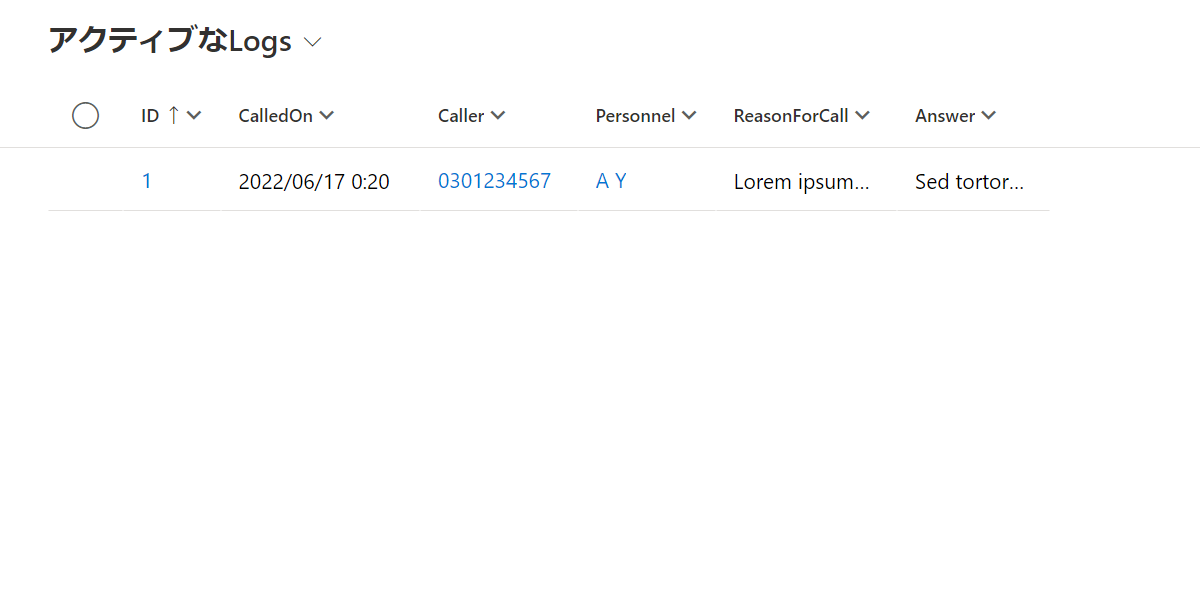 アクティブなLogs
ID CalledOn Caller Personnel ReasonForCall Answer
1 2022/06/17 0:20 0301234567 A Y Lorem ipsum... Sed tortor...